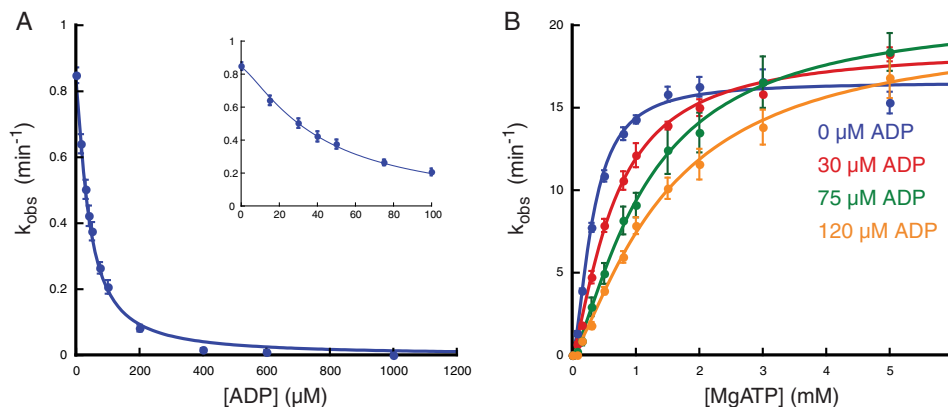 A
k_obs (min⁻¹)
1
0.8
0.6
0.4
0.2
0
0 200 400 600 800 1000 1200
[ADP] (µM)
1
0.8
0.6
0.4
0.2
0
0 20 40 60 80 100
B
k_obs (min⁻¹)
20
15
10
5
0
0 1 2 3 4 5
[MgATP] (mM)
0 µM ADP
30 µM ADP
75 µM ADP
120 µM ADP